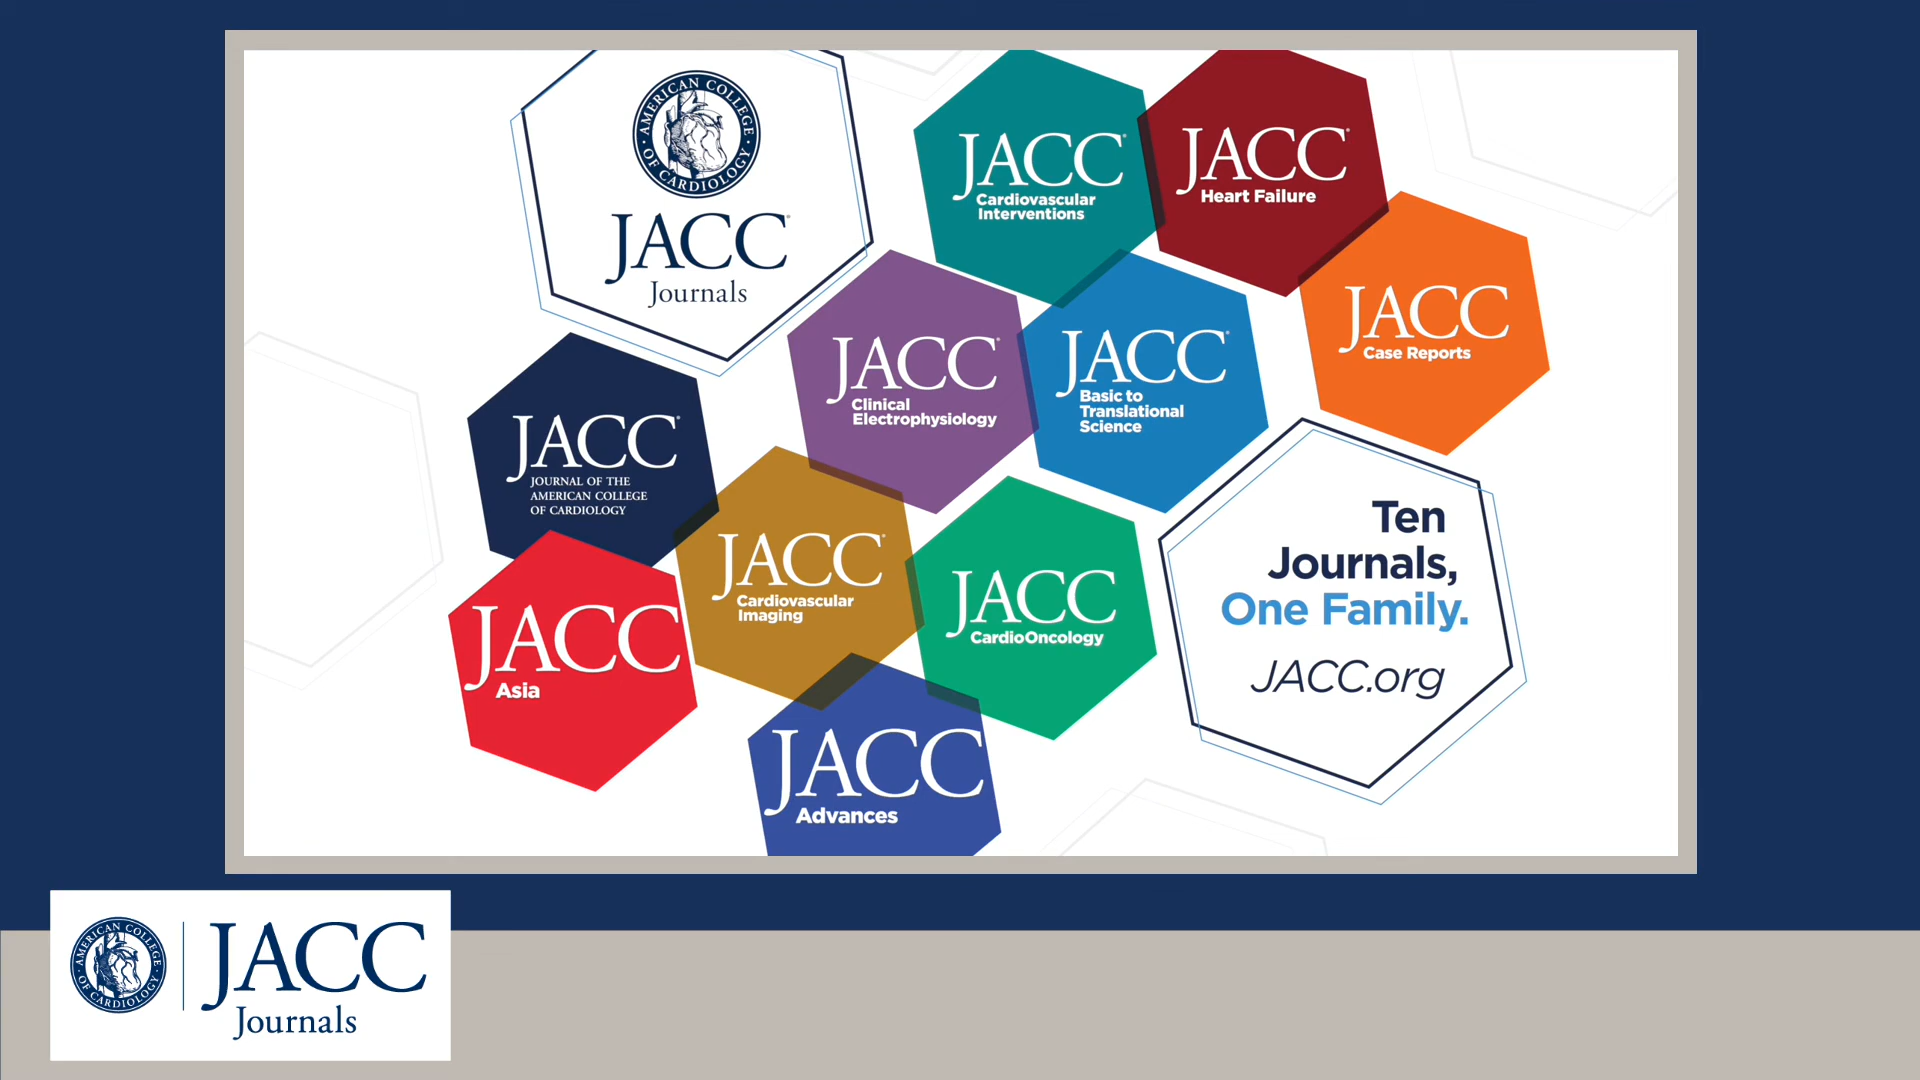 AMERICAN COLLEGE OF CARDIOLOGY
JACC®
Journals
JACC®
Cardiovascular
Interventions
JACC®
Heart Failure
JACC
Case Reports
JACC®
Clinical
Electrophysiology
JACC®
Basic to
Translational
Science
JACC®
JOURNAL OF THE
AMERICAN COLLEGE
OF CARDIOLOGY
JACC®
Cardiovascular
Imaging
JACC
CardioOncology
JACC
Asia
JACC
Advances
Ten
Journals,
One Family.
JACC.org
AMERICAN COLLEGE OF CARDIOLOGY
JACC
Journals